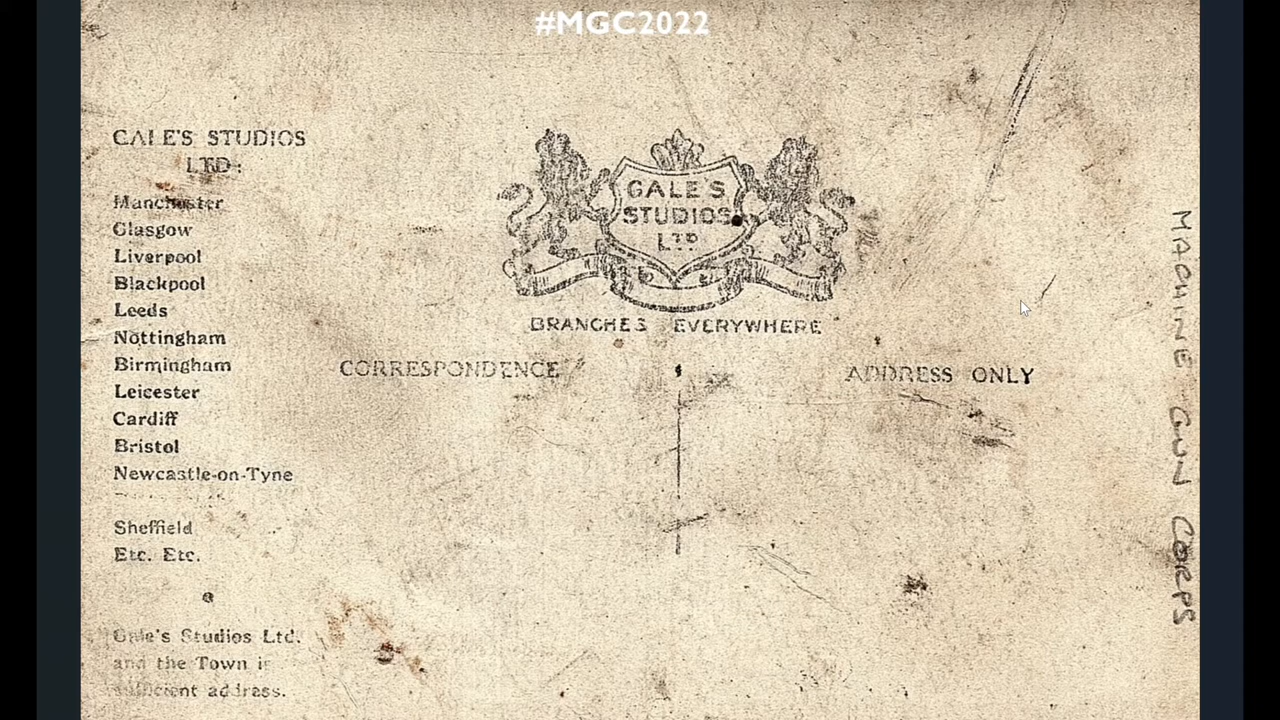 #MGC2022
GALE'S STUDIOS
LTD:
Manchester
Glasgow
Liverpool
Blackpool
Leeds
Nottingham
Birmingham
Leicester
Cardiff
Bristol
Newcastle-on-Tyne
Sheffield
Etc. Etc.
Gale's Studios Ltd.
and the Town is
sufficient address.
GALE'S
STUDIOS
LTD
BRANCHES EVERYWHERE
CORRESPONDENCE
ADDRESS ONLY
MACHINE GUN CORPS